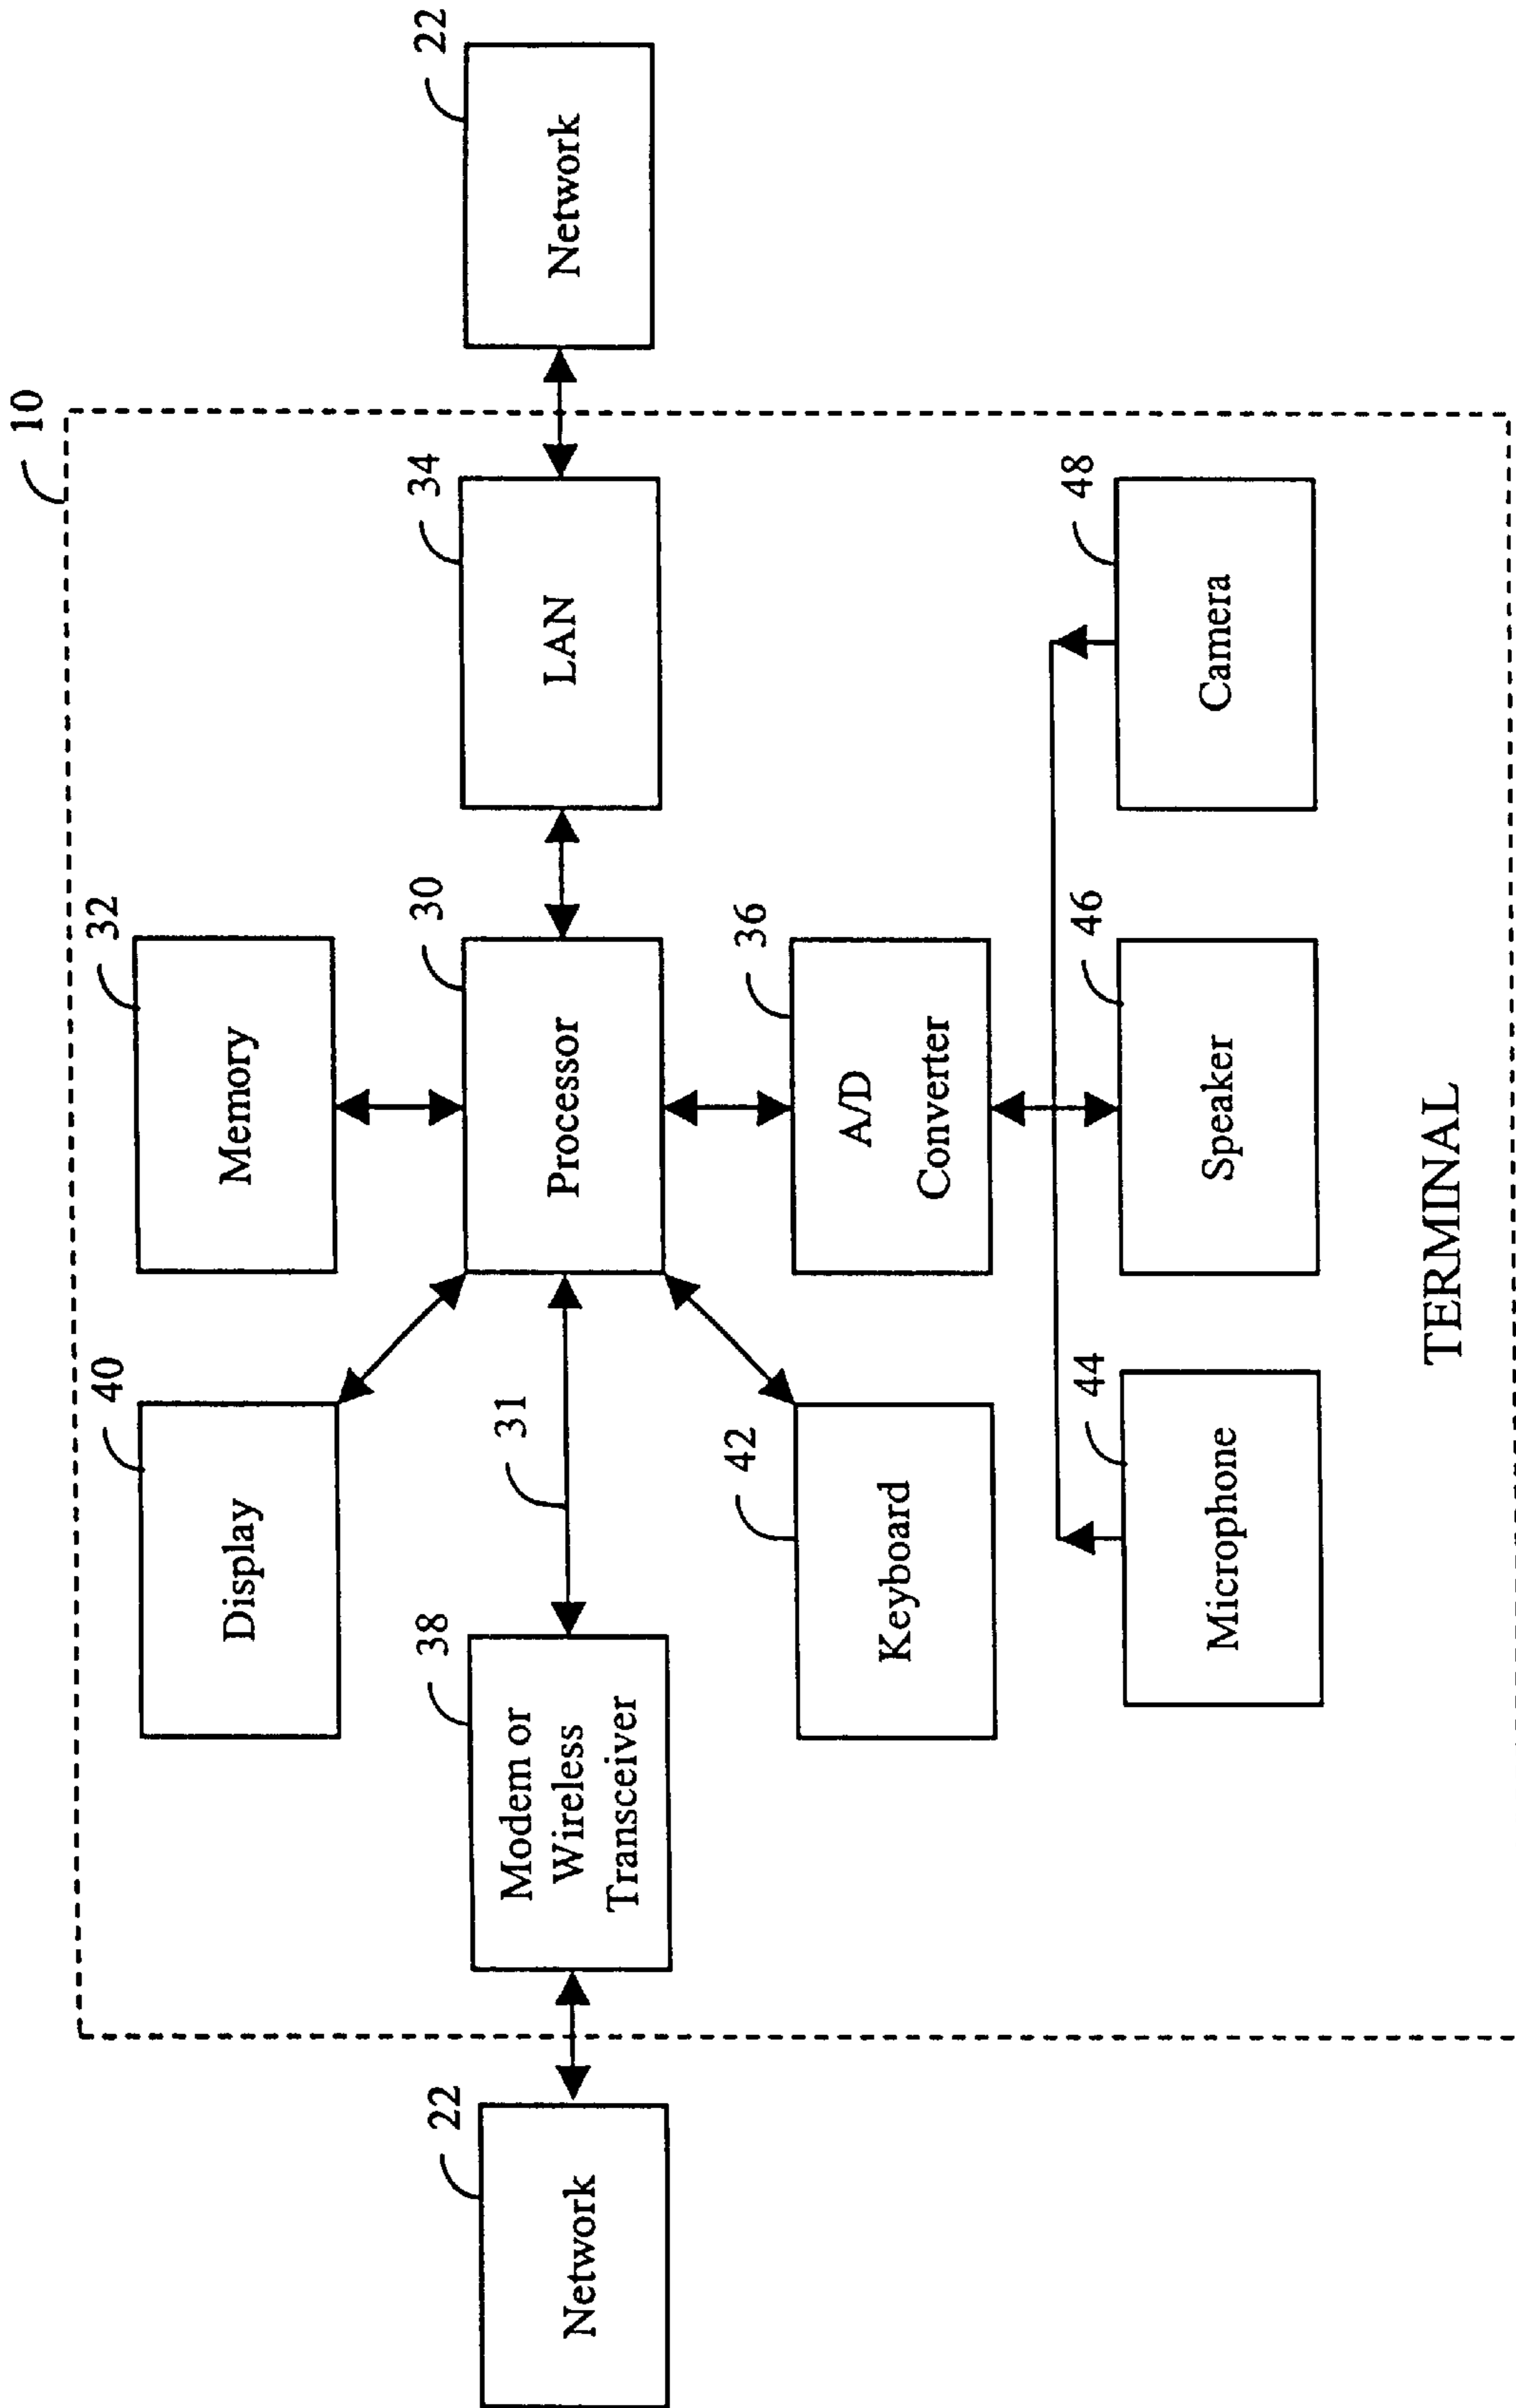 10
40
Display
32
Memory
22
Network
38
Modem or
Wireless
Transceiver
31
30
Processor
34
LAN
22
Network
42
Keyboard
36
A/D
Converter
44
Microphone
46
Speaker
48
Camera
TERMINAL